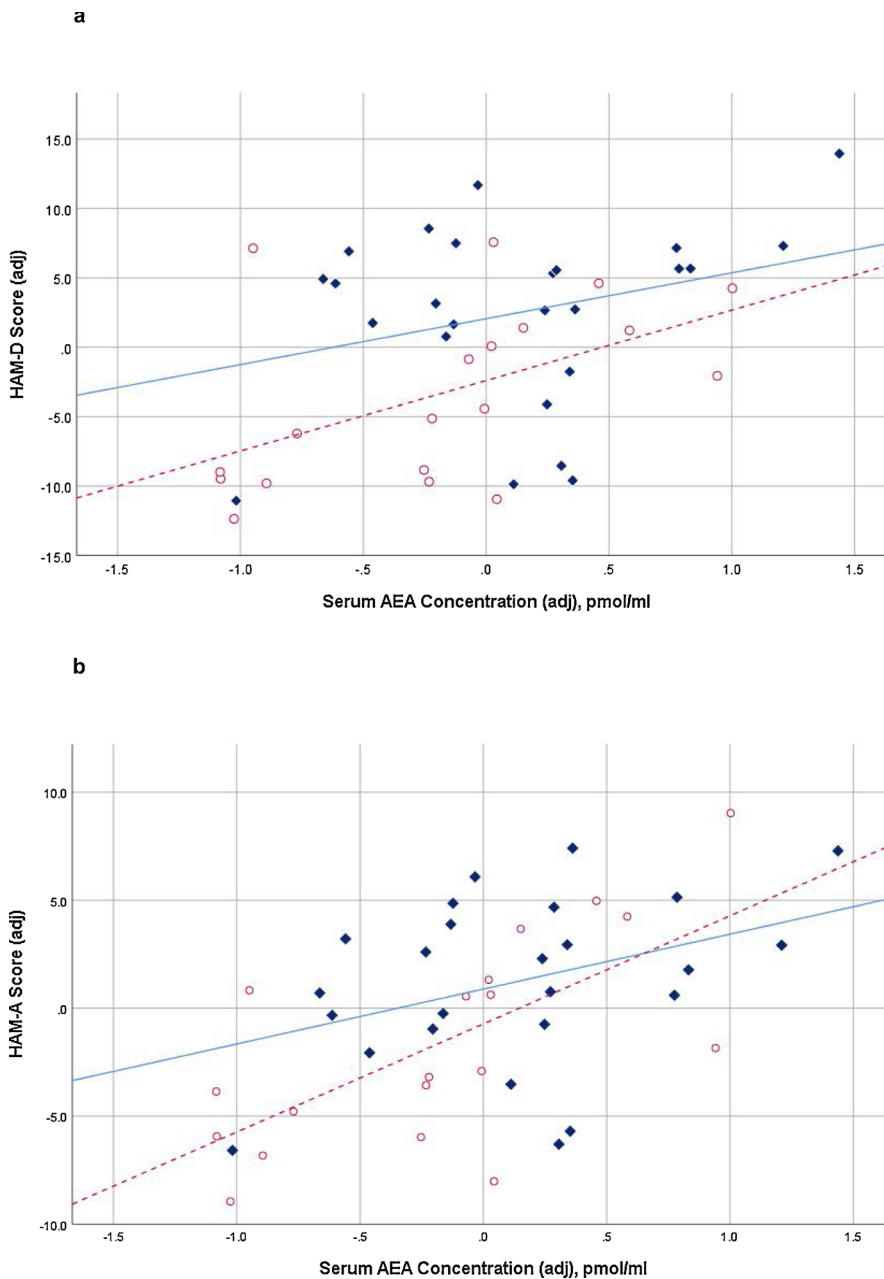 a
15.0
10.0
5.0
.0
-5.0
-10.0
-15.0
HAM-D Score (adj)
-1.5 -1.0 -.5 .0 .5 1.0 1.5
Serum AEA Concentration (adj), pmol/ml
b
10.0
5.0
.0
-5.0
-10.0
HAM-A Score (adj)
-1.5 -1.0 -.5 .0 .5 1.0 1.5
Serum AEA Concentration (adj), pmol/ml